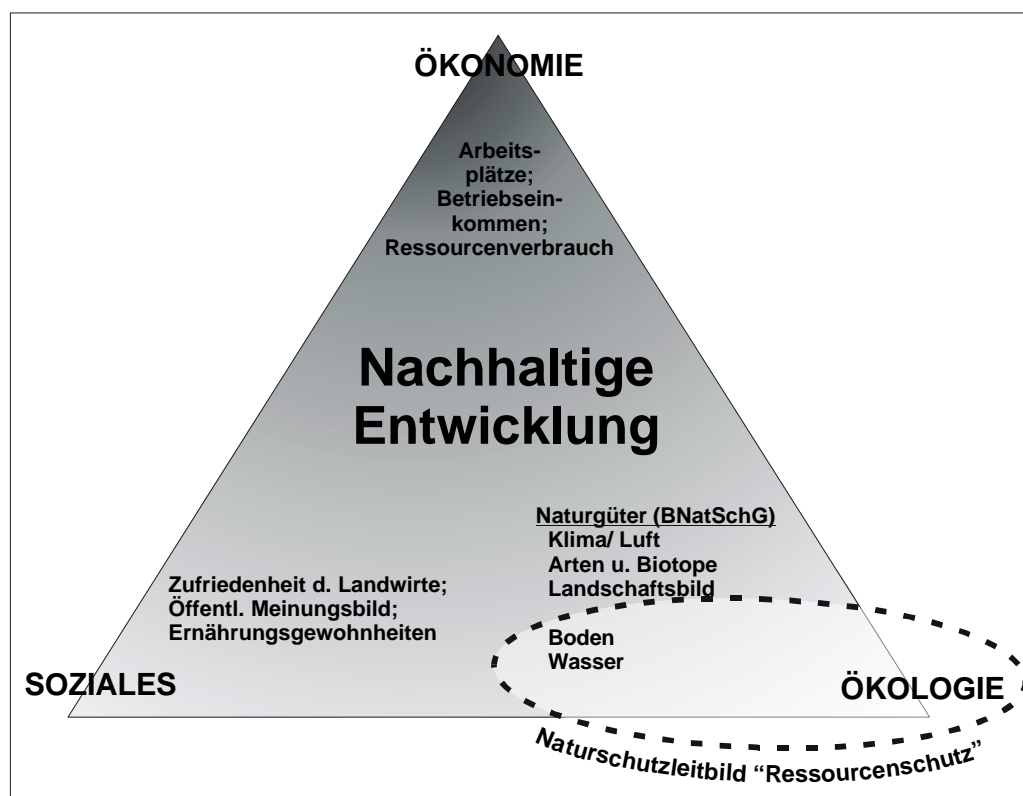 ÖKONOMIE
Arbeits-
plätze;
Betriebsein-
kommen;
Ressourcenverbrauch
Nachhaltige
Entwicklung
Naturgüter (BNatSchG)
Klima/ Luft
Arten u. Biotope
Landschaftsbild
Boden
Wasser
Zufriedenheit d. Landwirte;
Öffentl. Meinungsbild;
Ernährungsgewohnheiten
SOZIALES
ÖKOLOGIE
Naturschutzleitbild “Ressourcenschutz”